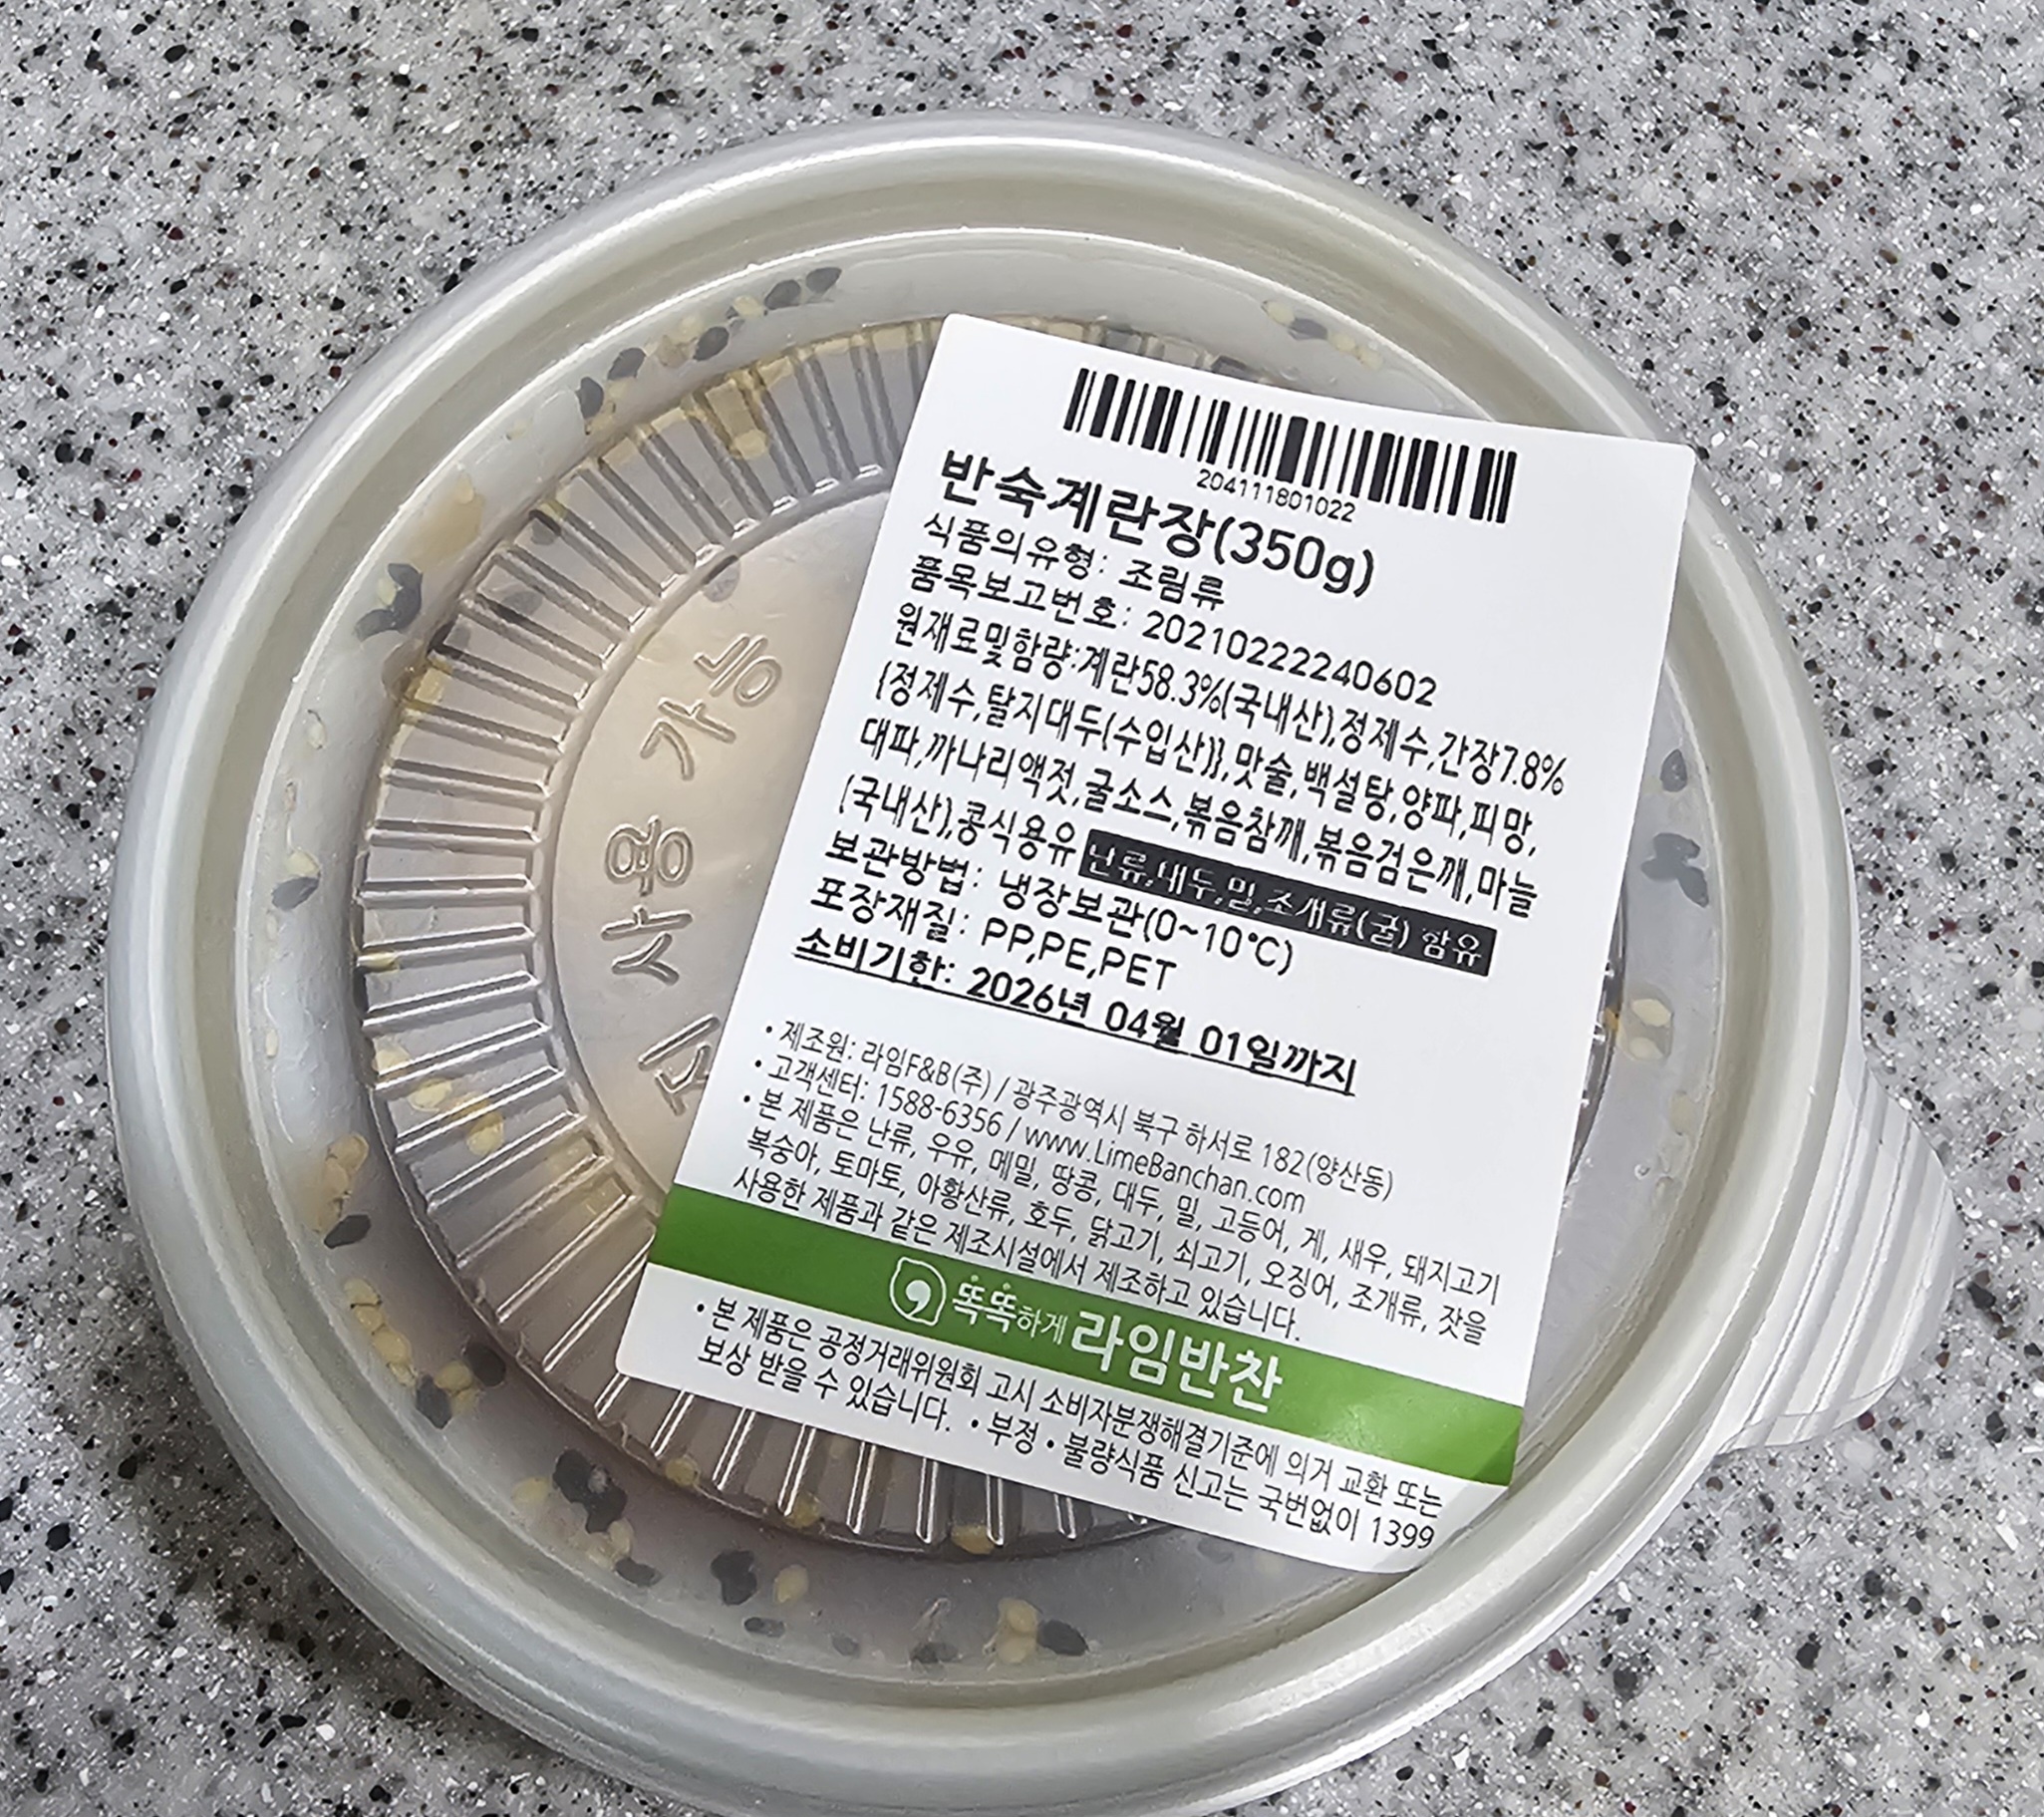 204111801022
반숙계란장(350g)
식품의유형: 조림류
품목보고번호: 20210222240602
원재료및함량:계란58.3%(국내산),정제수,간장7.8%
{정제수,탈지대두(수입산)},맛술,백설탕,양파,피망,
대파,까나리액젓,굴소스,볶음참깨,볶음검은깨,마늘
(국내산),콩식용유 난류,대두,밀,조개류(굴) 함유
보관방법: 냉장보관(0~10℃)
포장재질: PP,PE,PET
소비기한: 2026년 04월 01일까지
• 제조원: 라임F&B(주) / 광주광역시 북구 하서로 182(양산동)
• 고객센터: 1588-6356 / www.LimeBanchan.com
• 본 제품은 난류, 우유, 메밀, 땅콩, 대두, 밀, 고등어, 게, 새우, 돼지고기
복숭아, 토마토, 아황산류, 호두, 닭고기, 쇠고기, 오징어, 조개류, 잣을
사용한 제품과 같은 제조시설에서 제조하고 있습니다.
똑똑하게 라임반찬
• 본 제품은 공정거래위원회 고시 소비자분쟁해결기준에 의거 교환 또는
보상 받을 수 있습니다. • 부정 • 불량식품 신고는 국번없이 1399
사용 가능